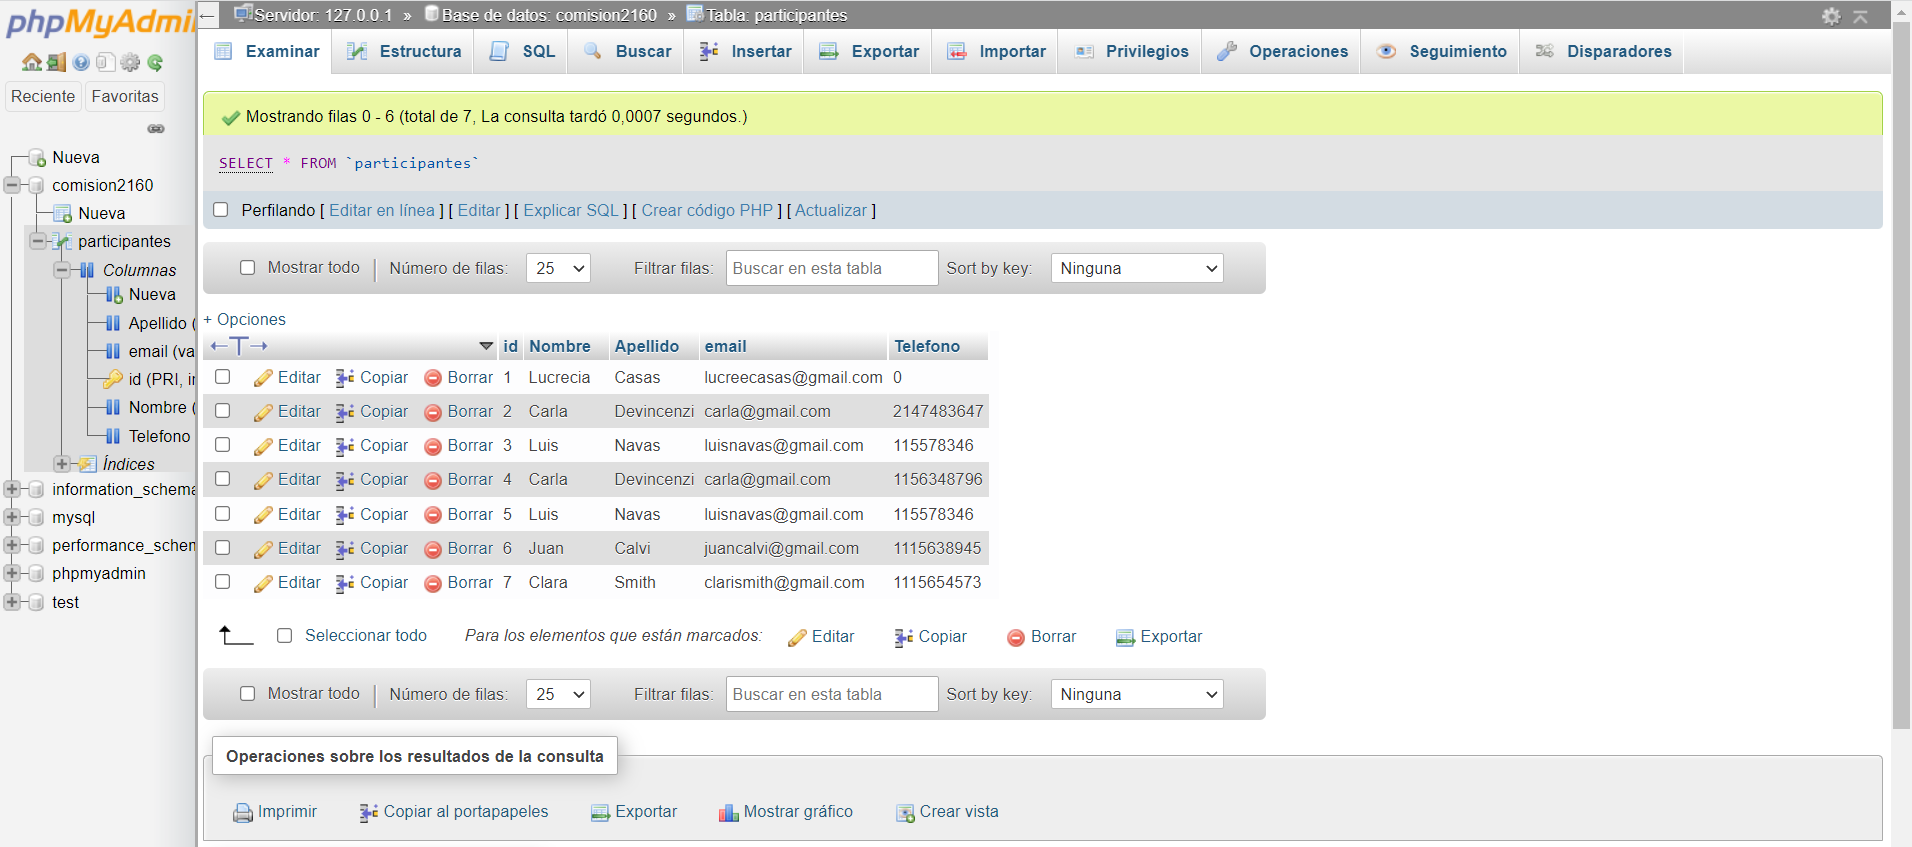 phpMyAdmin
Reciente Favoritas
Nueva
comision2160
Nueva
participantes
Columnas
Nueva
Apellido (
email (va
id (PRI, in
Nombre (
Telefono
Índices
information_schema
mysql
performance_schem
phpmyadmin
test
Servidor: 127.0.0.1 » Base de datos: comision2160 » Tabla: participantes
Examinar Estructura SQL Buscar Insertar Exportar Importar Privilegios Operaciones Seguimiento Disparadores
Mostrando filas 0 - 6 (total de 7, La consulta tardó 0,0007 segundos.)
SELECT * FROM `participantes`
Perfilando [ Editar en línea ] [ Editar ] [ Explicar SQL ] [ Crear código PHP ] [ Actualizar ]
Mostrar todo | Número de filas: 25 Filtrar filas: Buscar en esta tabla Sort by key: Ninguna
+ Opciones
←T→ id Nombre Apellido email Telefono
Editar Copiar Borrar 1 Lucrecia Casas lucreecasas@gmail.com 0
Editar Copiar Borrar 2 Carla Devincenzi carla@gmail.com 2147483647
Editar Copiar Borrar 3 Luis Navas luisnavas@gmail.com 115578346
Editar Copiar Borrar 4 Carla Devincenzi carla@gmail.com 1156348796
Editar Copiar Borrar 5 Luis Navas luisnavas@gmail.com 115578346
Editar Copiar Borrar 6 Juan Calvi juancalvi@gmail.com 1115638945
Editar Copiar Borrar 7 Clara Smith clarismith@gmail.com 1115654573
Seleccionar todo Para los elementos que están marcados: Editar Copiar Borrar Exportar
Mostrar todo | Número de filas: 25 Filtrar filas: Buscar en esta tabla Sort by key: Ninguna
Operaciones sobre los resultados de la consulta
Imprimir Copiar al portapapeles Exportar Mostrar gráfico Crear vista